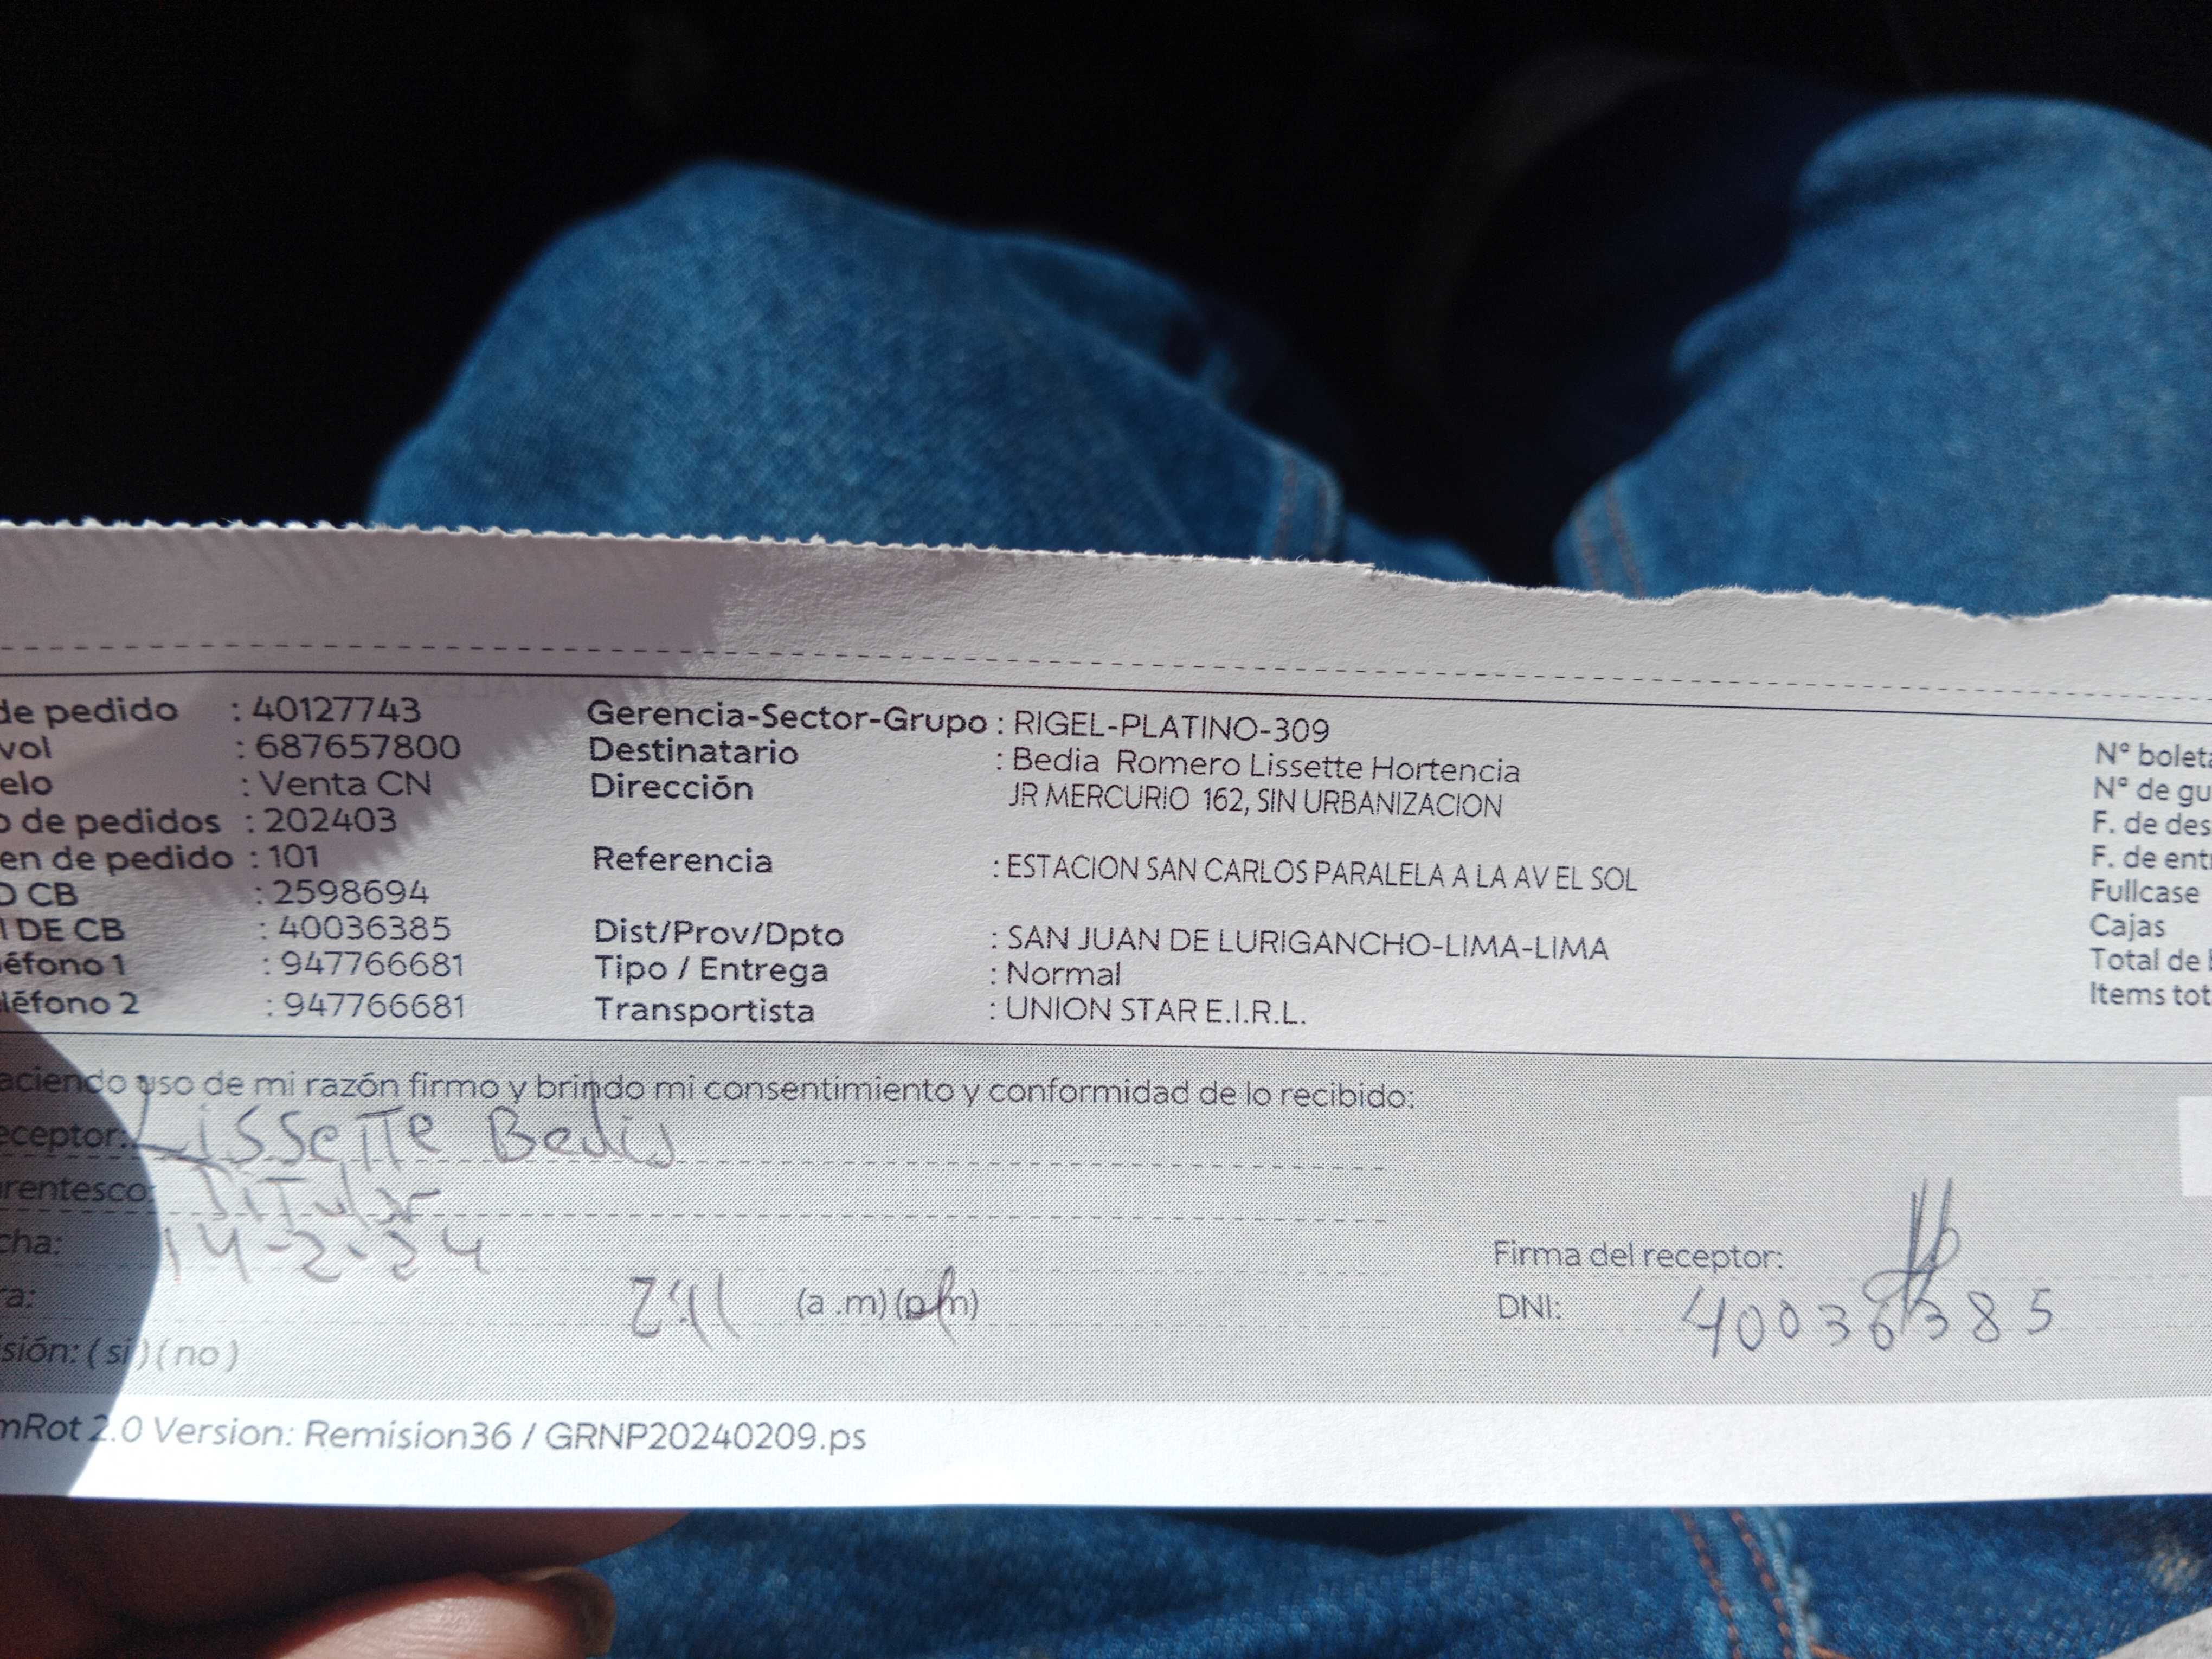 de pedido : 40127743 Gerencia-Sector-Grupo : RIGEL-PLATINO-309
vol : 687657800 Destinatario : Bedia Romero Lissette Hortencia Nº boleta
elo : Venta CN Dirección JR MERCURIO 162, SIN URBANIZACION Nº de gu
o de pedidos : 202403 F. de des
en de pedido : 101 Referencia : ESTACION SAN CARLOS PARALELA A LA AV EL SOL F. de ent
O CB : 2598694 Fullcase
I DE CB : 40036385 Dist/Prov/Dpto : SAN JUAN DE LURIGANCHO-LIMA-LIMA Cajas
éfono 1 : 947766681 Tipo / Entrega : Normal Total de
léfono 2 : 947766681 Transportista : UNION STAR E.I.R.L. Items tot
aciendo uso de mi razón firmo y brindo mi consentimiento y conformidad de lo recibido:
eceptor: Lissette Bedia
rentesco: Titular
cha: 14-2-24 Firma del receptor:
ra: 2:11 (a .m) (p.m) DNI: 40036385
sión: ( si ) ( no )
mRot 2.0 Version: Remision36 / GRNP20240209.ps